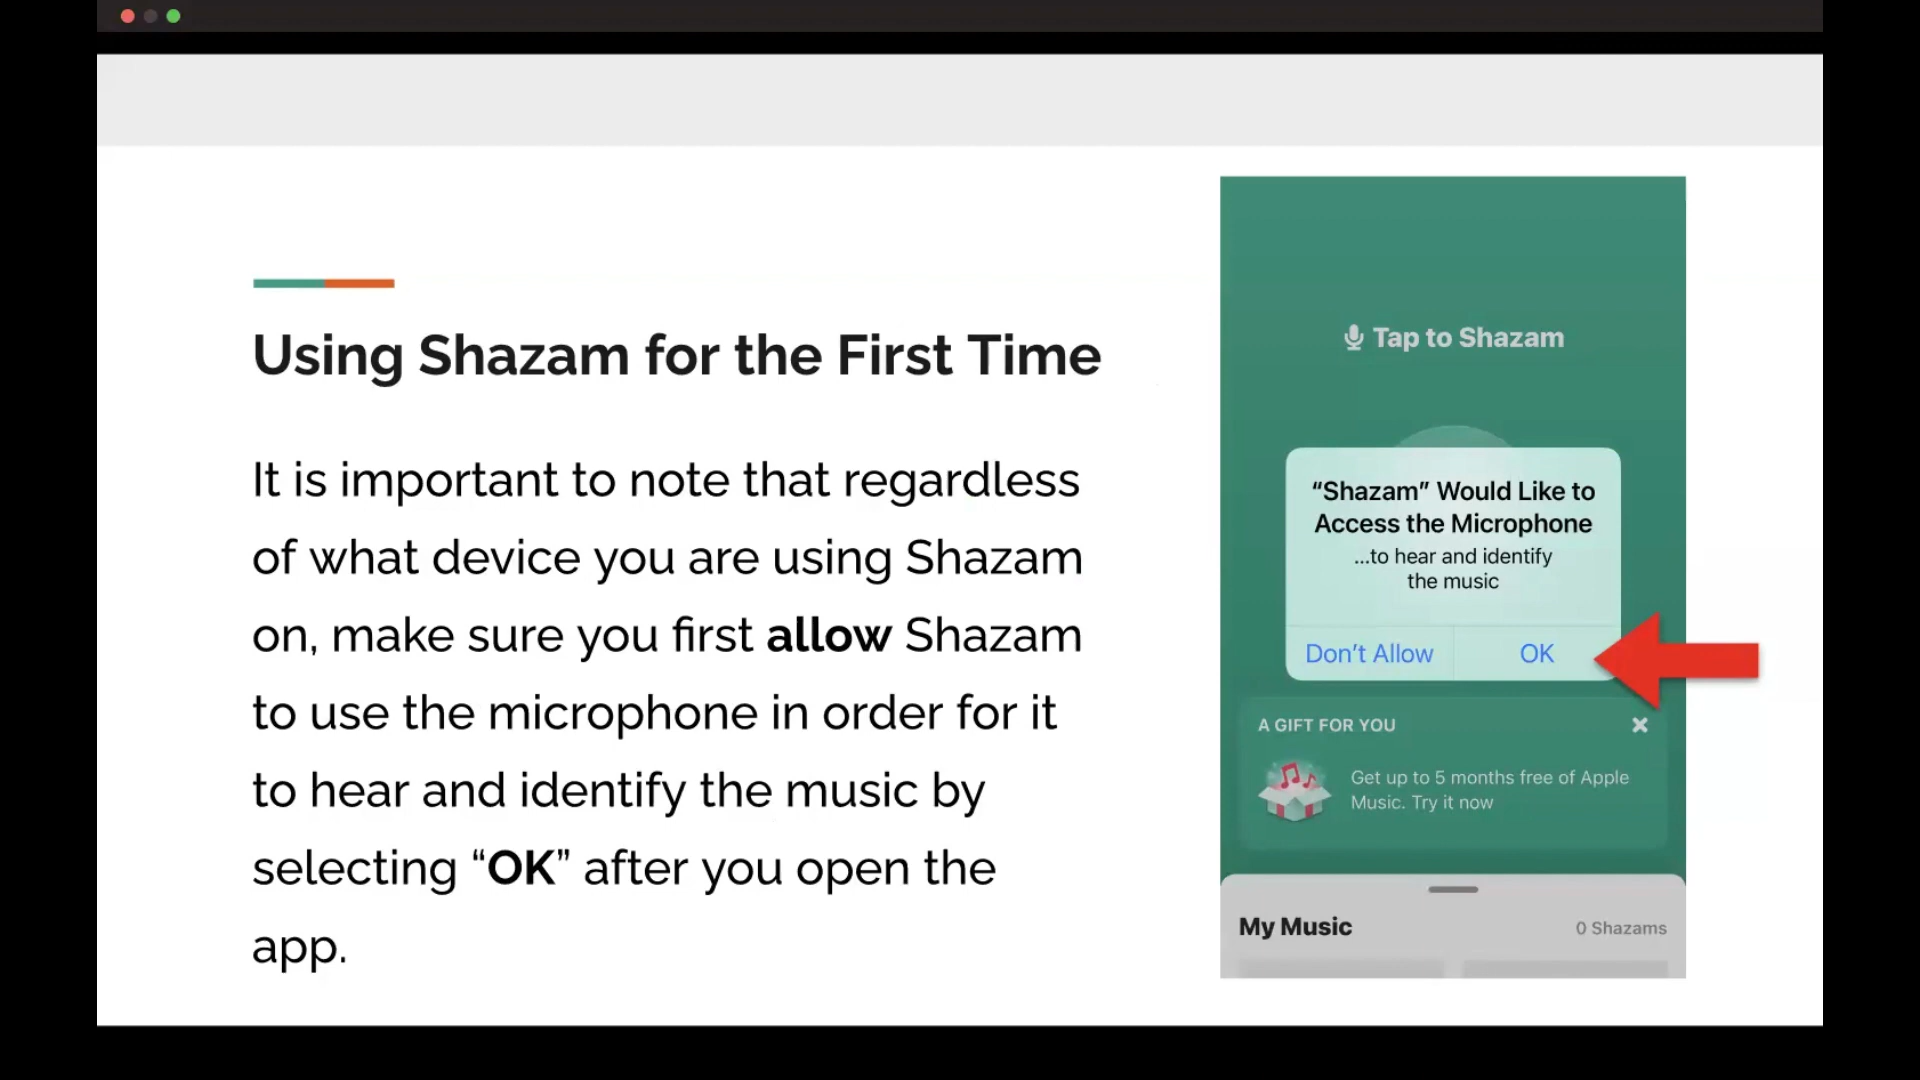 Using Shazam for the First Time
It is important to note that regardless
of what device you are using Shazam
on, make sure you first allow Shazam
to use the microphone in order for it
to hear and identify the music by
selecting “OK” after you open the
app.
Tap to Shazam
“Shazam” Would Like to
Access the Microphone
...to hear and identify
the music
Don’t Allow OK
A GIFT FOR YOU
Get up to 5 months free of Apple
Music. Try it now
My Music 0 Shazams